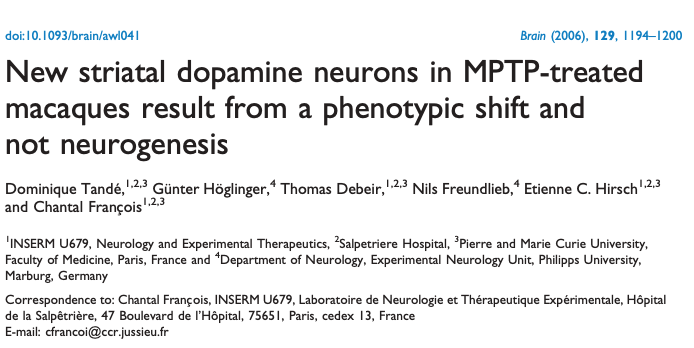 doi:10.1093/brain/awl041
Brain (2006), 129, 1194–1200
New striatal dopamine neurons in MPTP-treated
macaques result from a phenotypic shift and
not neurogenesis
Dominique Tandé,1,2,3 Günter Höglinger,4 Thomas Debeir,1,2,3 Nils Freundlieb,4 Etienne C. Hirsch1,2,3
and Chantal François1,2,3
1INSERM U679, Neurology and Experimental Therapeutics, 2Salpetriere Hospital, 3Pierre and Marie Curie University,
Faculty of Medicine, Paris, France and 4Department of Neurology, Experimental Neurology Unit, Philipps University,
Marburg, Germany
Correspondence to: Chantal François, INSERM U679, Laboratoire de Neurologie et Thérapeutique Expérimentale, Hôpital
de la Salpêtrière, 47 Boulevard de l'Hôpital, 75651, Paris, cedex 13, France
E-mail: cfrancoi@ccr.jussieu.fr